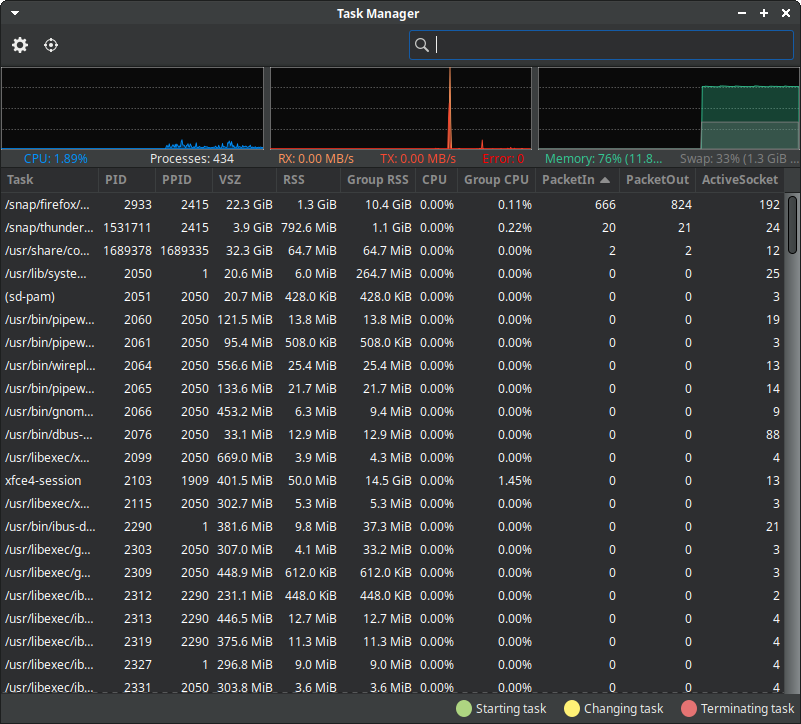 Task Manager
CPU: 1.89% Processes: 434 RX: 0.00 MB/s TX: 0.00 MB/s Error: 0 Memory: 76% (11.8... Swap: 33% (1.3 GiB ...
Task PID PPID VSZ RSS Group RSS CPU Group CPU PacketIn PacketOut ActiveSocket
/snap/firefox/... 2933 2415 22.3 GiB 1.3 GiB 10.4 GiB 0.00% 0.11% 666 824 192
/snap/thunder... 1531711 2415 3.9 GiB 792.6 MiB 1.1 GiB 0.00% 0.22% 20 21 24
/usr/share/co... 1689378 1689335 32.3 GiB 64.7 MiB 64.7 MiB 0.00% 0.00% 2 2 12
/usr/lib/syste... 2050 1 20.6 MiB 6.0 MiB 264.7 MiB 0.00% 0.00% 0 0 25
(sd-pam) 2051 2050 20.7 MiB 428.0 KiB 428.0 KiB 0.00% 0.00% 0 0 3
/usr/bin/pipew... 2060 2050 121.5 MiB 13.8 MiB 13.8 MiB 0.00% 0.00% 0 0 19
/usr/bin/pipew... 2061 2050 95.4 MiB 508.0 KiB 508.0 KiB 0.00% 0.00% 0 0 3
/usr/bin/wirepl... 2064 2050 556.6 MiB 25.4 MiB 25.4 MiB 0.00% 0.00% 0 0 13
/usr/bin/pipew... 2065 2050 133.6 MiB 21.7 MiB 21.7 MiB 0.00% 0.00% 0 0 14
/usr/bin/gnom... 2066 2050 453.2 MiB 6.3 MiB 9.4 MiB 0.00% 0.00% 0 0 9
/usr/bin/dbus-... 2076 2050 33.1 MiB 12.9 MiB 12.9 MiB 0.00% 0.00% 0 0 88
/usr/libexec/x... 2099 2050 669.0 MiB 3.9 MiB 4.3 MiB 0.00% 0.00% 0 0 4
xfce4-session 2103 1909 401.5 MiB 50.0 MiB 14.5 GiB 0.00% 1.45% 0 0 13
/usr/libexec/x... 2115 2050 302.7 MiB 5.3 MiB 5.3 MiB 0.00% 0.00% 0 0 3
/usr/bin/ibus-d... 2290 1 381.6 MiB 9.8 MiB 37.3 MiB 0.00% 0.00% 0 0 21
/usr/libexec/g... 2303 2050 307.0 MiB 4.1 MiB 33.2 MiB 0.00% 0.00% 0 0 3
/usr/libexec/g... 2309 2050 448.9 MiB 612.0 KiB 612.0 KiB 0.00% 0.00% 0 0 3
/usr/libexec/ib... 2312 2290 231.1 MiB 448.0 KiB 448.0 KiB 0.00% 0.00% 0 0 2
/usr/libexec/ib... 2313 2290 446.5 MiB 12.7 MiB 12.7 MiB 0.00% 0.00% 0 0 4
/usr/libexec/ib... 2319 2290 375.6 MiB 11.3 MiB 11.3 MiB 0.00% 0.00% 0 0 4
/usr/libexec/ib... 2327 1 296.8 MiB 9.0 MiB 9.0 MiB 0.00% 0.00% 0 0 4
/usr/libexec/ib... 2331 2050 303.8 MiB 3.6 MiB 3.6 MiB 0.00% 0.00% 0 0 4
Starting task Changing task Terminating task